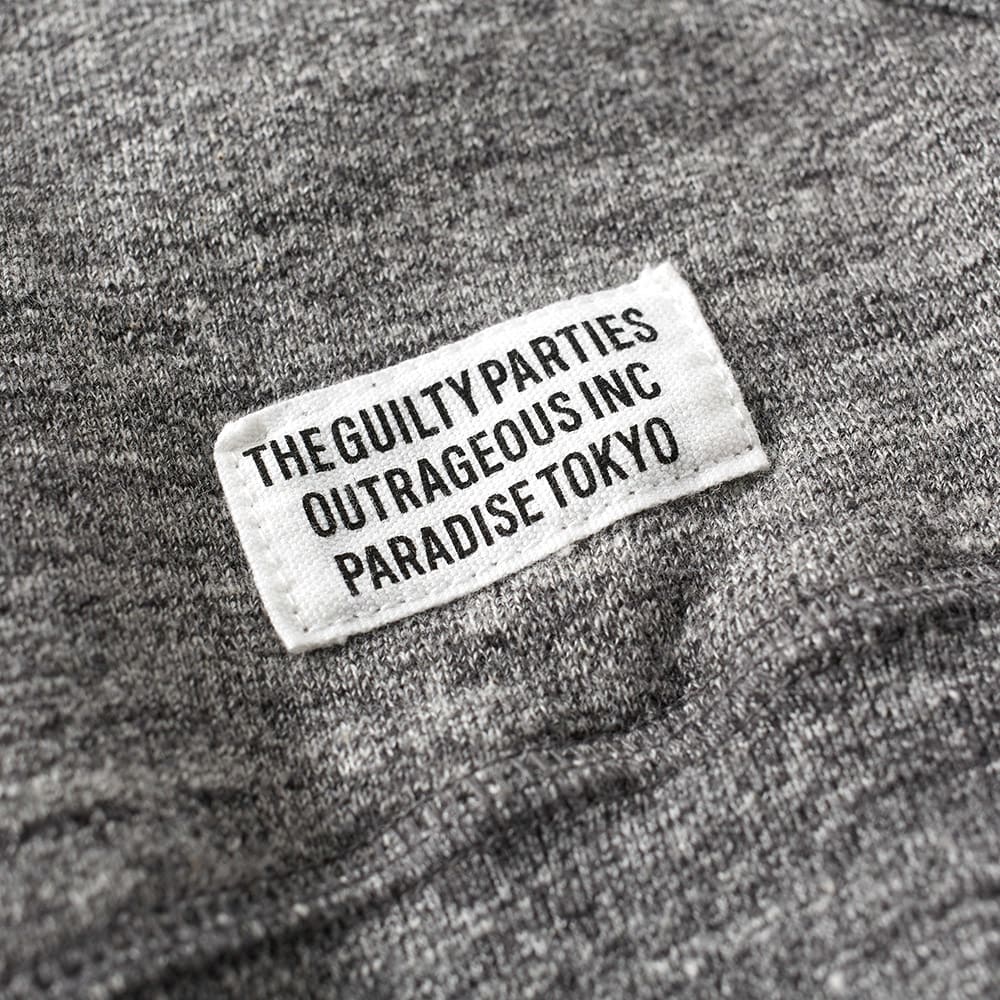 THE GUILTY PARTIES
OUTRAGEOUS INC
PARADISE TOKYO